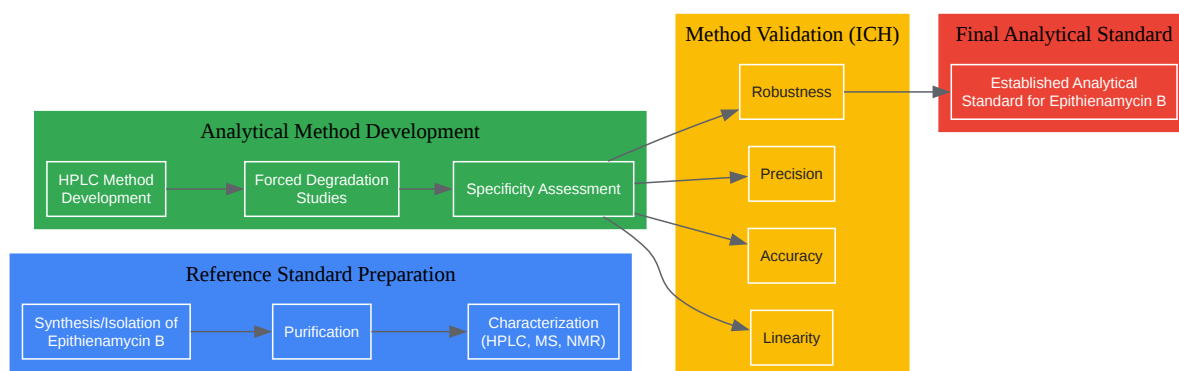 Analytical Method Development
HPLC Method
Development
Forced Degradation
Studies
Specificity Assessment
Reference Standard Preparation
Synthesis/Isolation of
Epithienamycin B
Purification
Characterization
(HPLC, MS, NMR)
Method Validation (ICH)
Robustness
Precision
Accuracy
Linearity
Final Analytical Standard
Established Analytical
Standard for Epithienamycin B